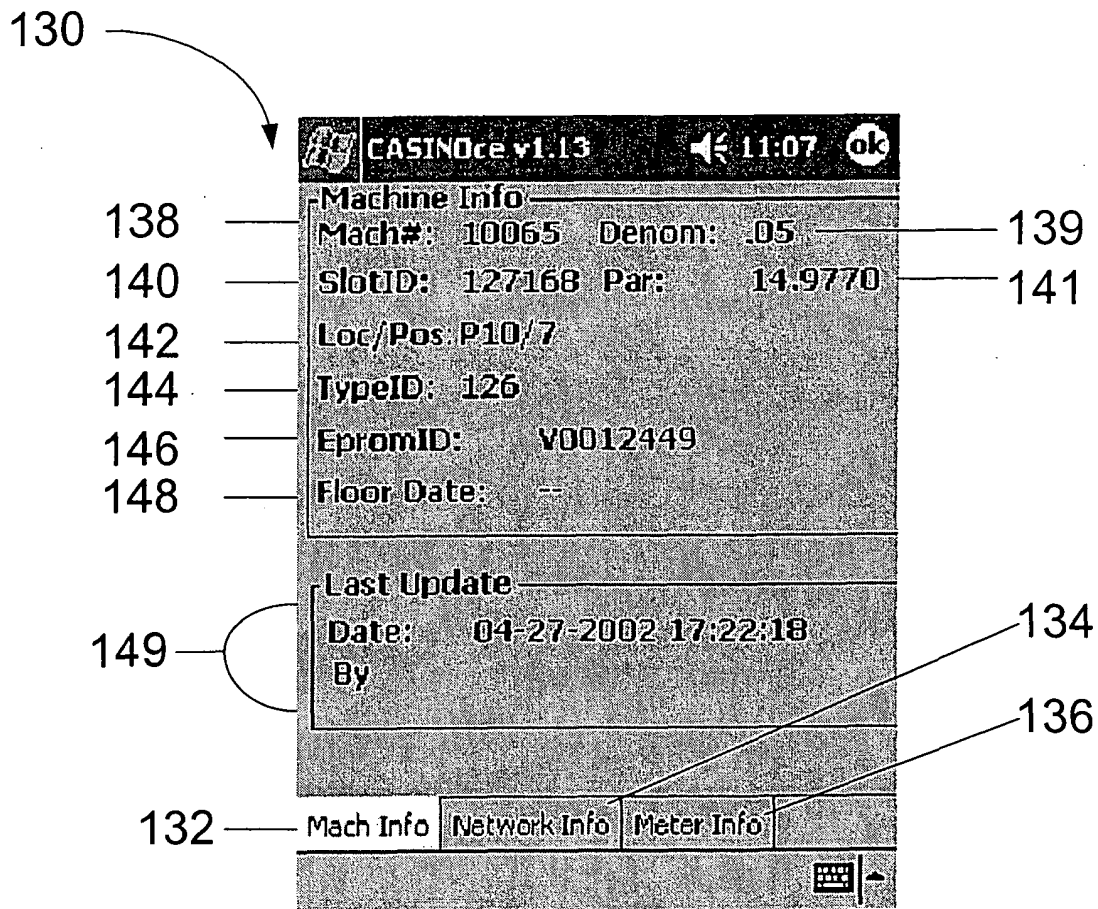 130
CASINOce v1.13 11:07 ok
Machine Info
138 Mach#: 10065 Denom: .05 139
140 SlotID: 127168 Par: 14.9770 141
142 Loc/Pos: P10/7
144 TypeID: 126
146 EpromID: V0012449
148 Floor Date: --
Last Update
149 Date: 04-27-2002 17:22:18 134
By
136
132 Mach Info Network Info Meter Info